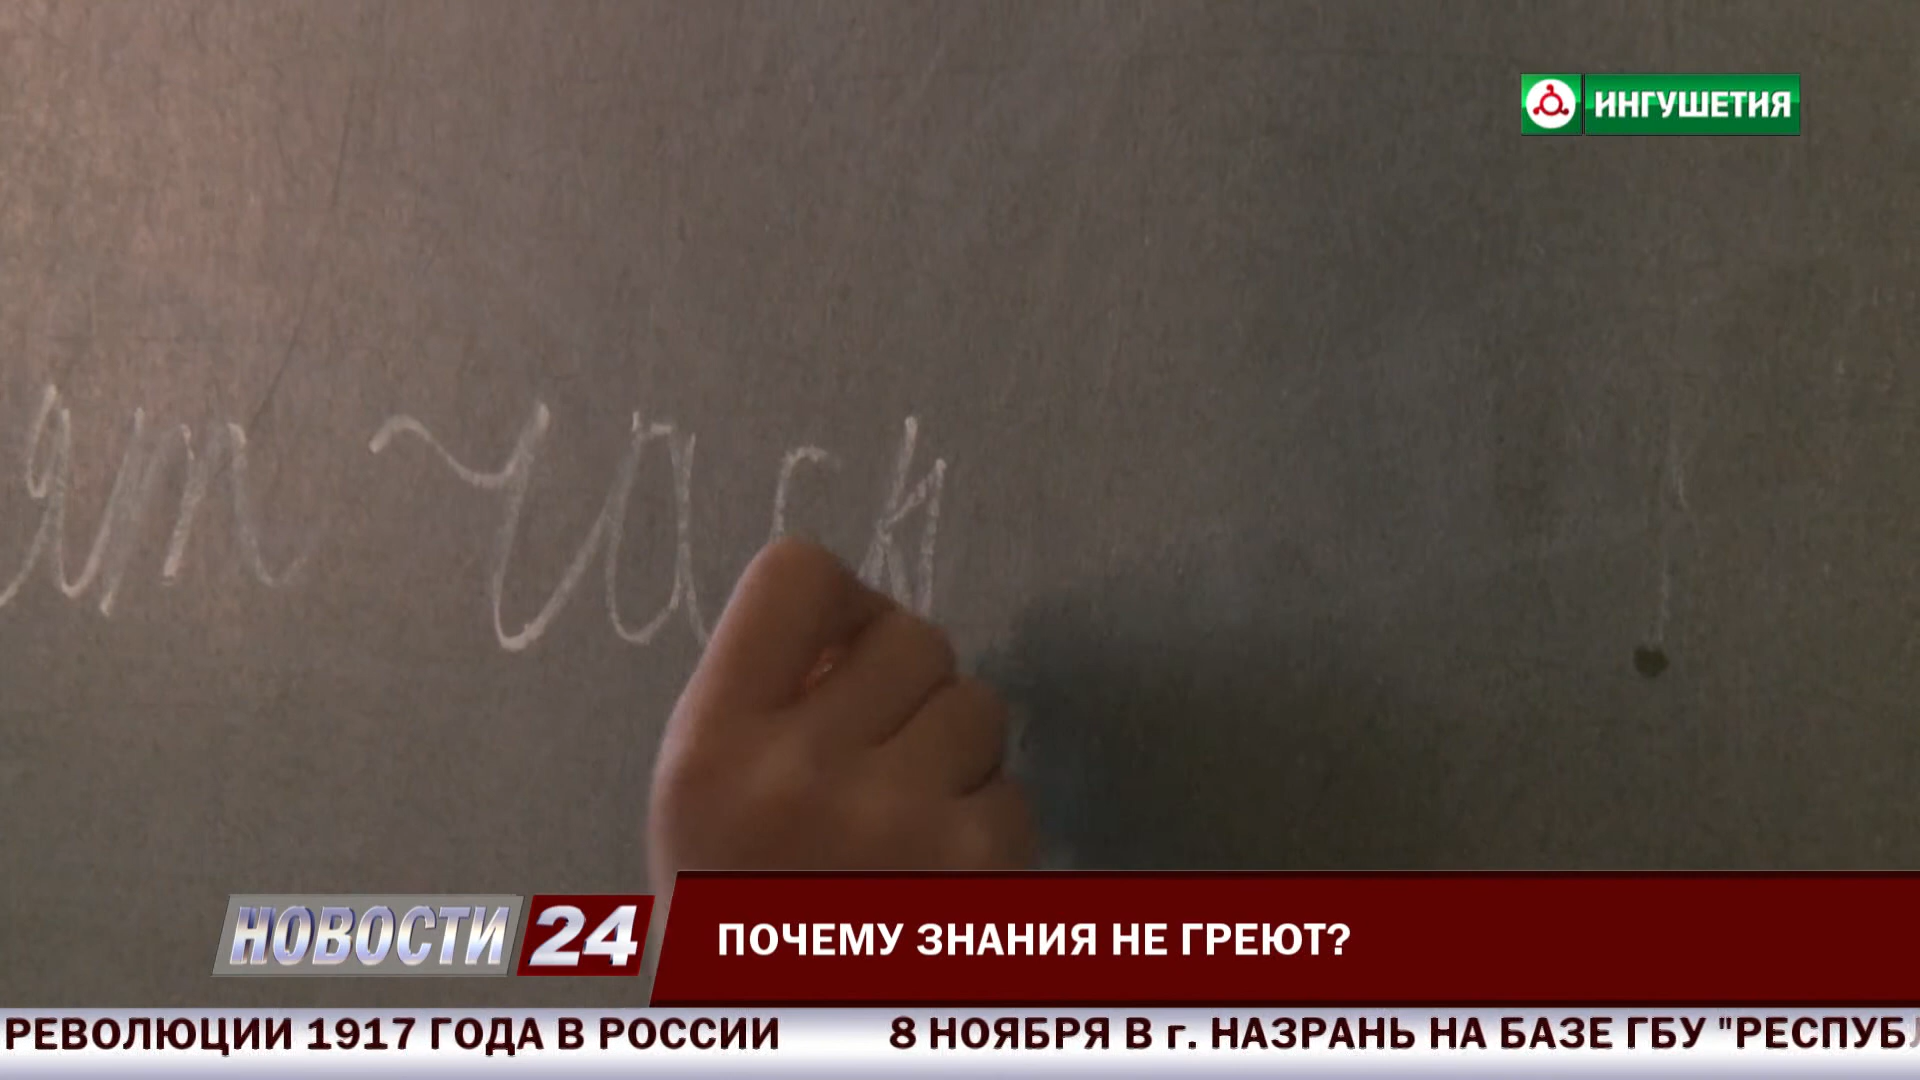 ИНГУШЕТИЯ
НОВОСТИ 24
ПОЧЕМУ ЗНАНИЯ НЕ ГРЕЮТ?
РЕВОЛЮЦИИ 1917 ГОДА В РОССИИ 8 НОЯБРЯ В г. НАЗРАНЬ НА БАЗЕ ГБУ "РЕСПУБЛ